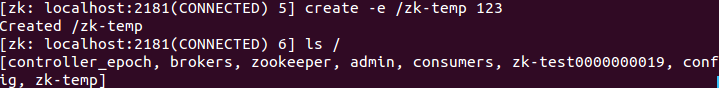 [zk: localhost:2181(CONNECTED) 5] create -e /zk-temp 123
Created /zk-temp
[zk: localhost:2181(CONNECTED) 6] ls /
[controller_epoch, brokers, zookeeper, admin, consumers, zk-test0000000019, conf
ig, zk-temp]